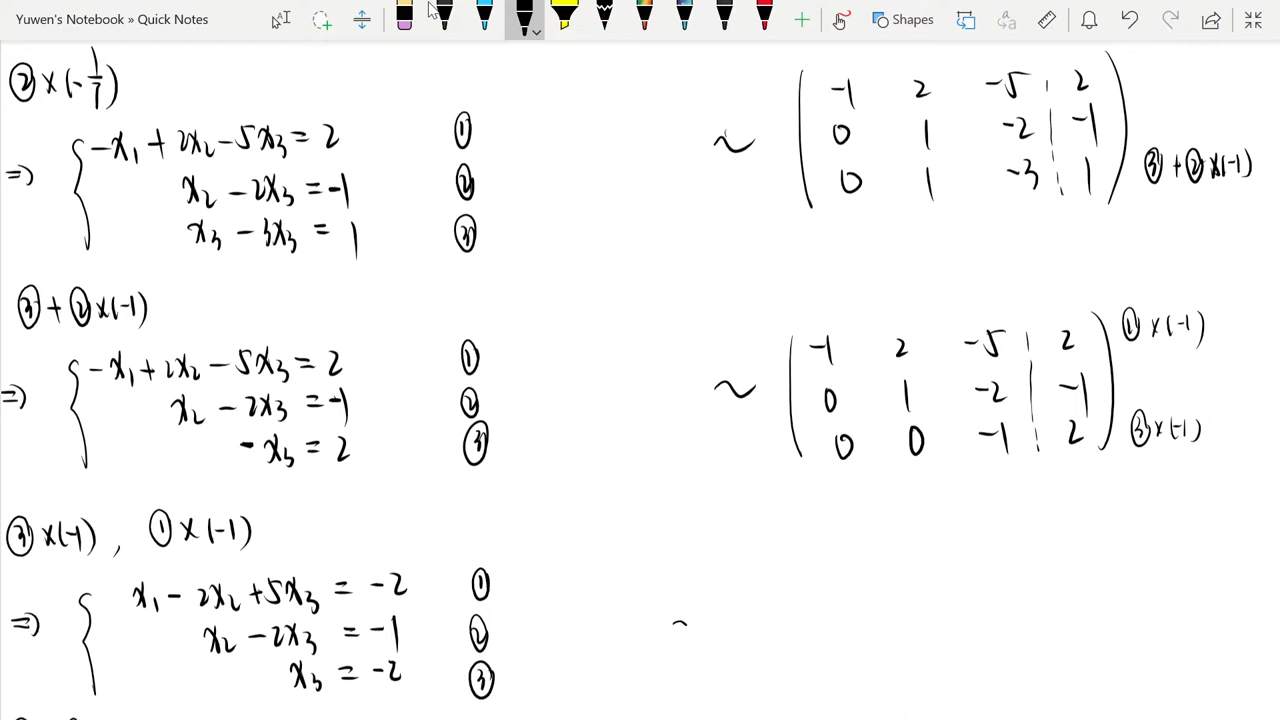 Yuwen's Notebook » Quick Notes
Shapes
② × (-1/7)
⇒ { -x₁ + 2x₂ - 5x₃ = 2 ①
x₂ - 2x₃ = -1 ②
x₃ - 3x₃ = 1 ③
~ ( -1 2 -5 | 2
0 1 -2 | -1
0 1 -3 | 1 ) ③ + ② × (-1)
③ + ② × (-1)
⇒ { -x₁ + 2x₂ - 5x₃ = 2 ①
x₂ - 2x₃ = -1 ②
-x₃ = 2 ③
~ ( -1 2 -5 | 2 ① × (-1)
0 1 -2 | -1
0 0 -1 | 2 ) ③ × (-1)
③ × (-1) , ① × (-1)
⇒ { x₁ - 2x₂ + 5x₃ = -2 ①
x₂ - 2x₃ = -1 ②
x₃ = -2 ③
~